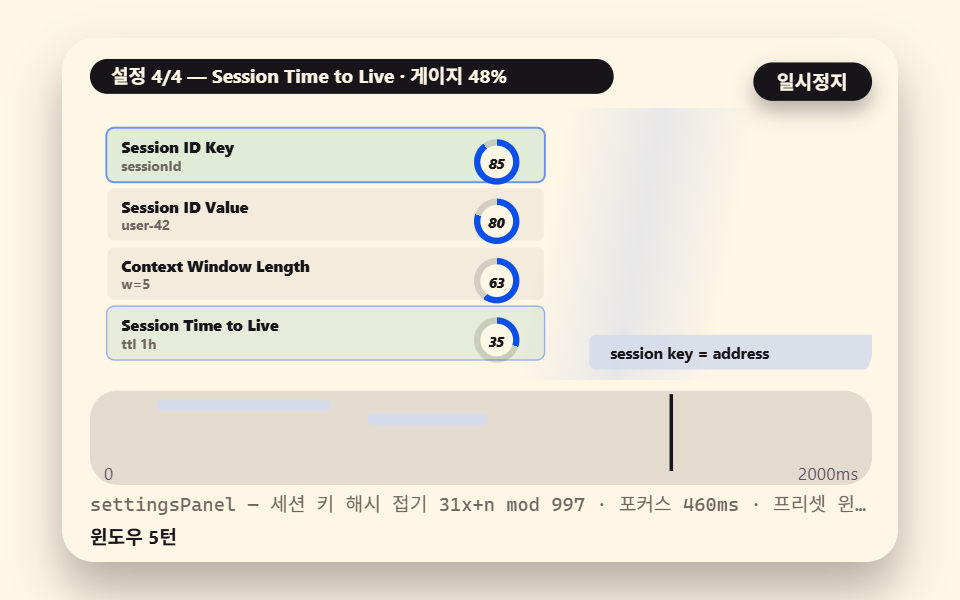 설정 4/4 — Session Time to Live · 게이지 48%
일시정지
Session ID Key
sessionId
85
Session ID Value
user-42
80
Context Window Length
w=5
63
Session Time to Live
ttl 1h
35
session key = address
0
2000ms
settingsPanel — 세션 키 해시 접기 31x+n mod 997 · 포커스 460ms · 프리셋 윈…
윈도우 5턴